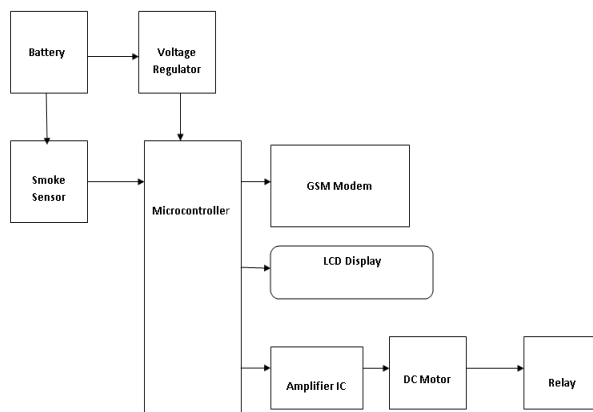 Battery
Voltage
Regulator
Smoke
Sensor
Microcontroller
GSM Modem
LCD Display
Amplifier IC
DC Motor
Relay